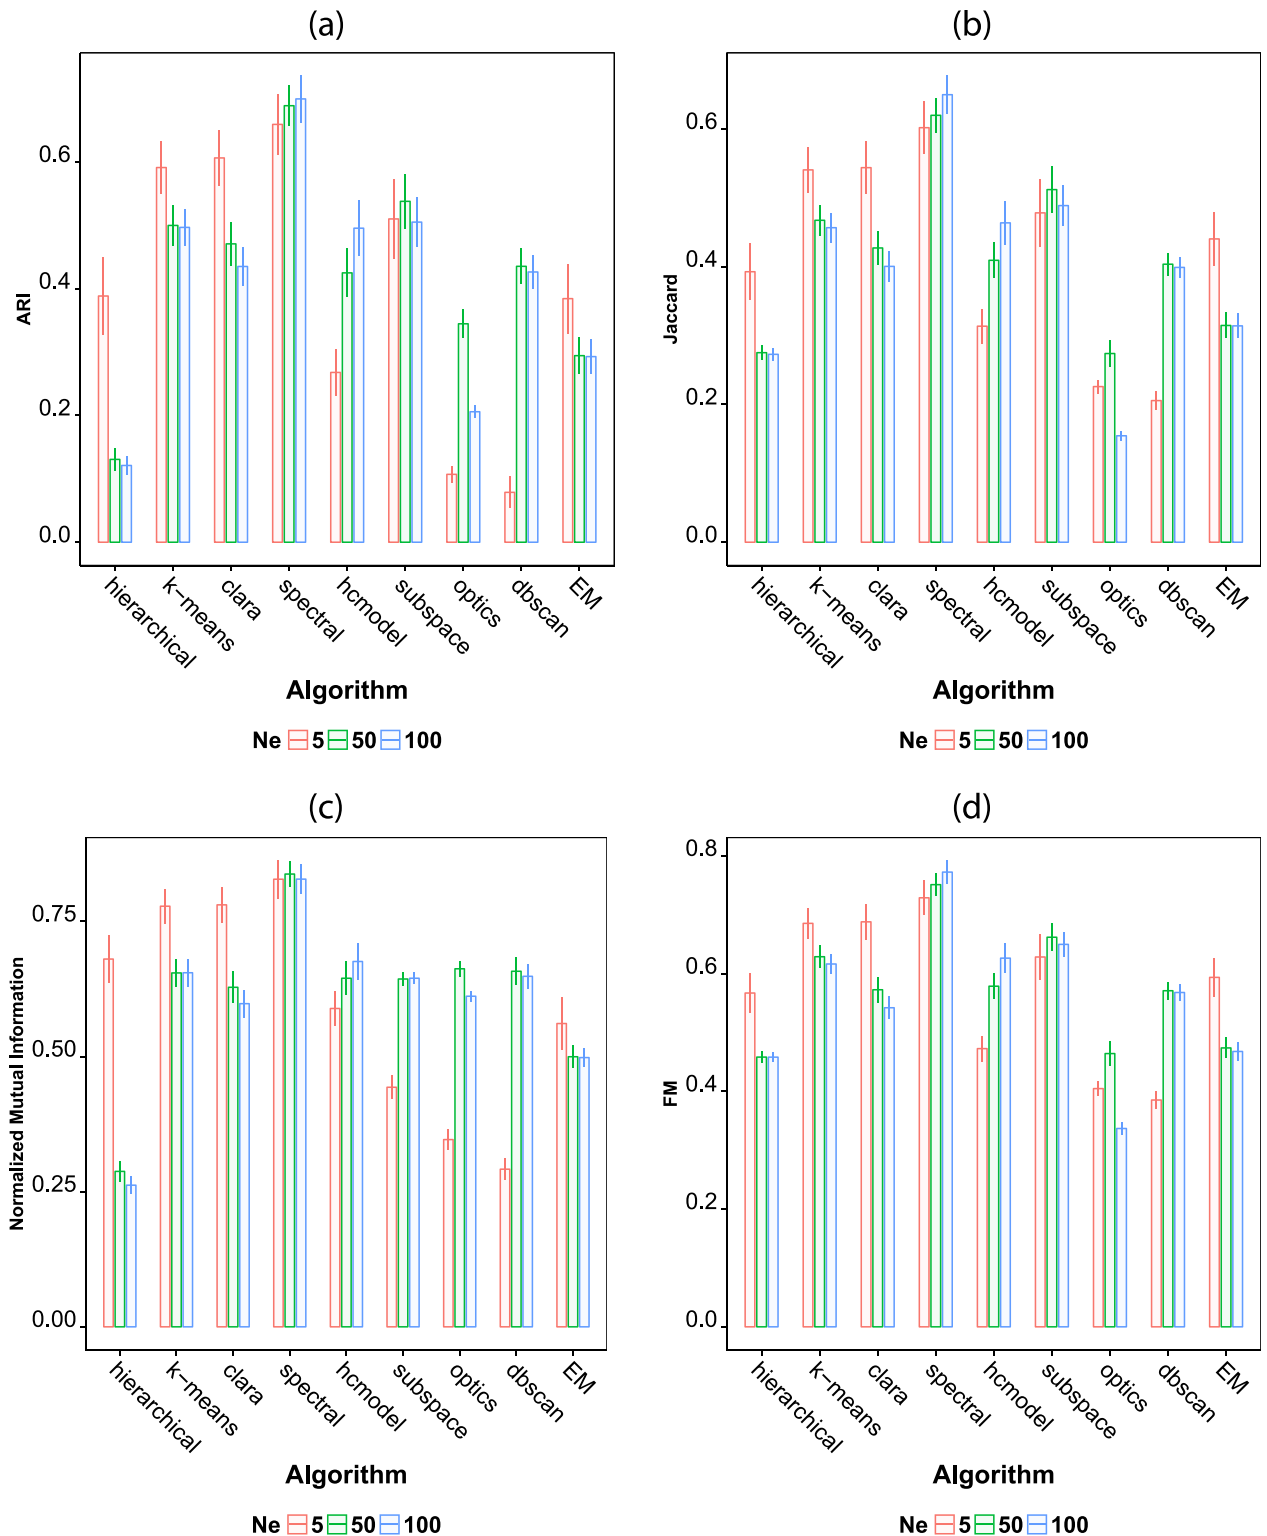 (a)
0.6
0.4
0.2
0.0
ARI
hierarchical
k-means
clara
spectral
hcmodel
subspace
optics
dbscan
EM
Algorithm
Ne 5 50 100
(b)
0.6
0.4
0.2
0.0
Jaccard
hierarchical
k-means
clara
spectral
hcmodel
subspace
optics
dbscan
EM
Algorithm
Ne 5 50 100
(c)
0.75
0.50
0.25
0.00
Normalized Mutual Information
hierarchical
k-means
clara
spectral
hcmodel
subspace
optics
dbscan
EM
Algorithm
Ne 5 50 100
(d)
0.8
0.6
0.4
0.2
0.0
FM
hierarchical
k-means
clara
spectral
hcmodel
subspace
optics
dbscan
EM
Algorithm
Ne 5 50 100